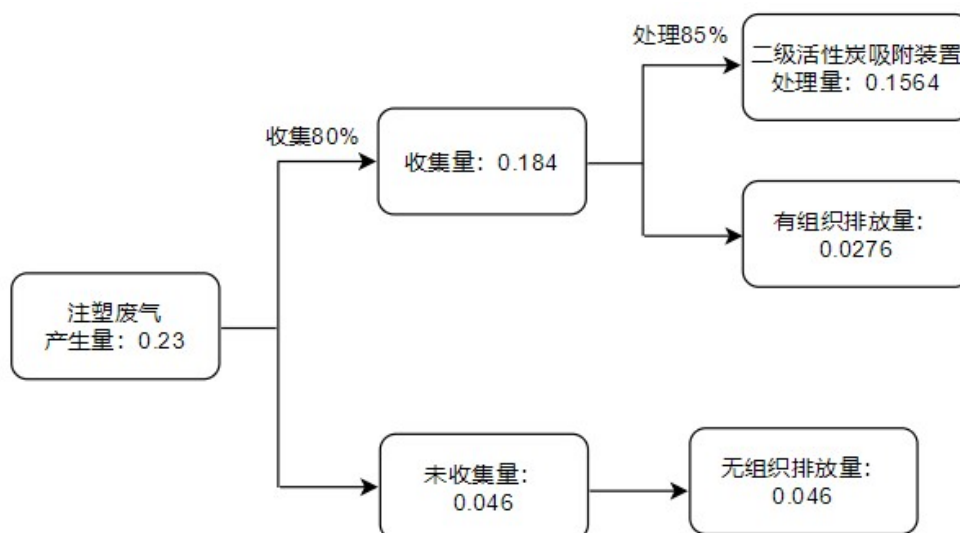 处理85%
二级活性炭吸附装置
处理量：0.1564
收集80%
收集量：0.184
有组织排放量：
0.0276
注塑废气
产生量：0.23
未收集量：
0.046
无组织排放量：
0.046